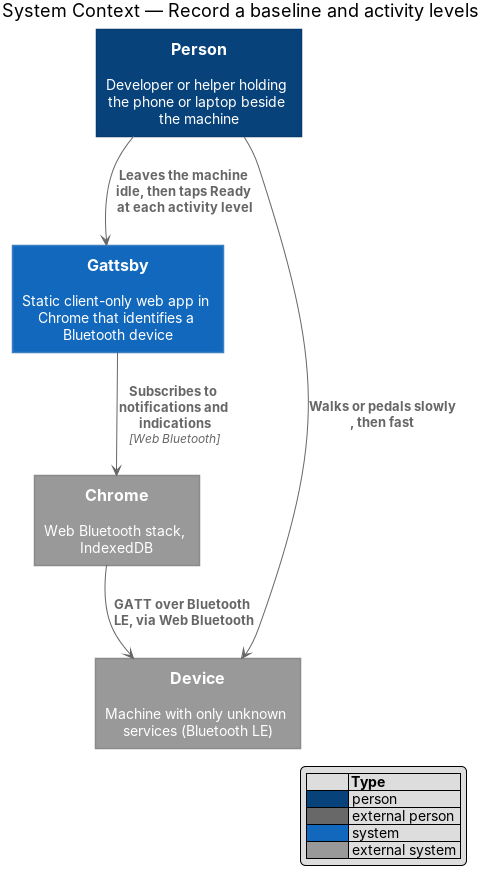 System Context — Record a baseline and activity levels
Person
Developer or helper holding
the phone or laptop beside
the machine
Leaves the machine
idle, then taps Ready
at each activity level
Gattsby
Static client-only web app in
Chrome that identifies a
Bluetooth device
Subscribes to
notifications and
indications
[Web Bluetooth]
Walks or pedals slowly
, then fast
Chrome
Web Bluetooth stack,
IndexedDB
GATT over Bluetooth
LE, via Web Bluetooth
Device
Machine with only unknown
services (Bluetooth LE)
Type
person
external person
system
external system